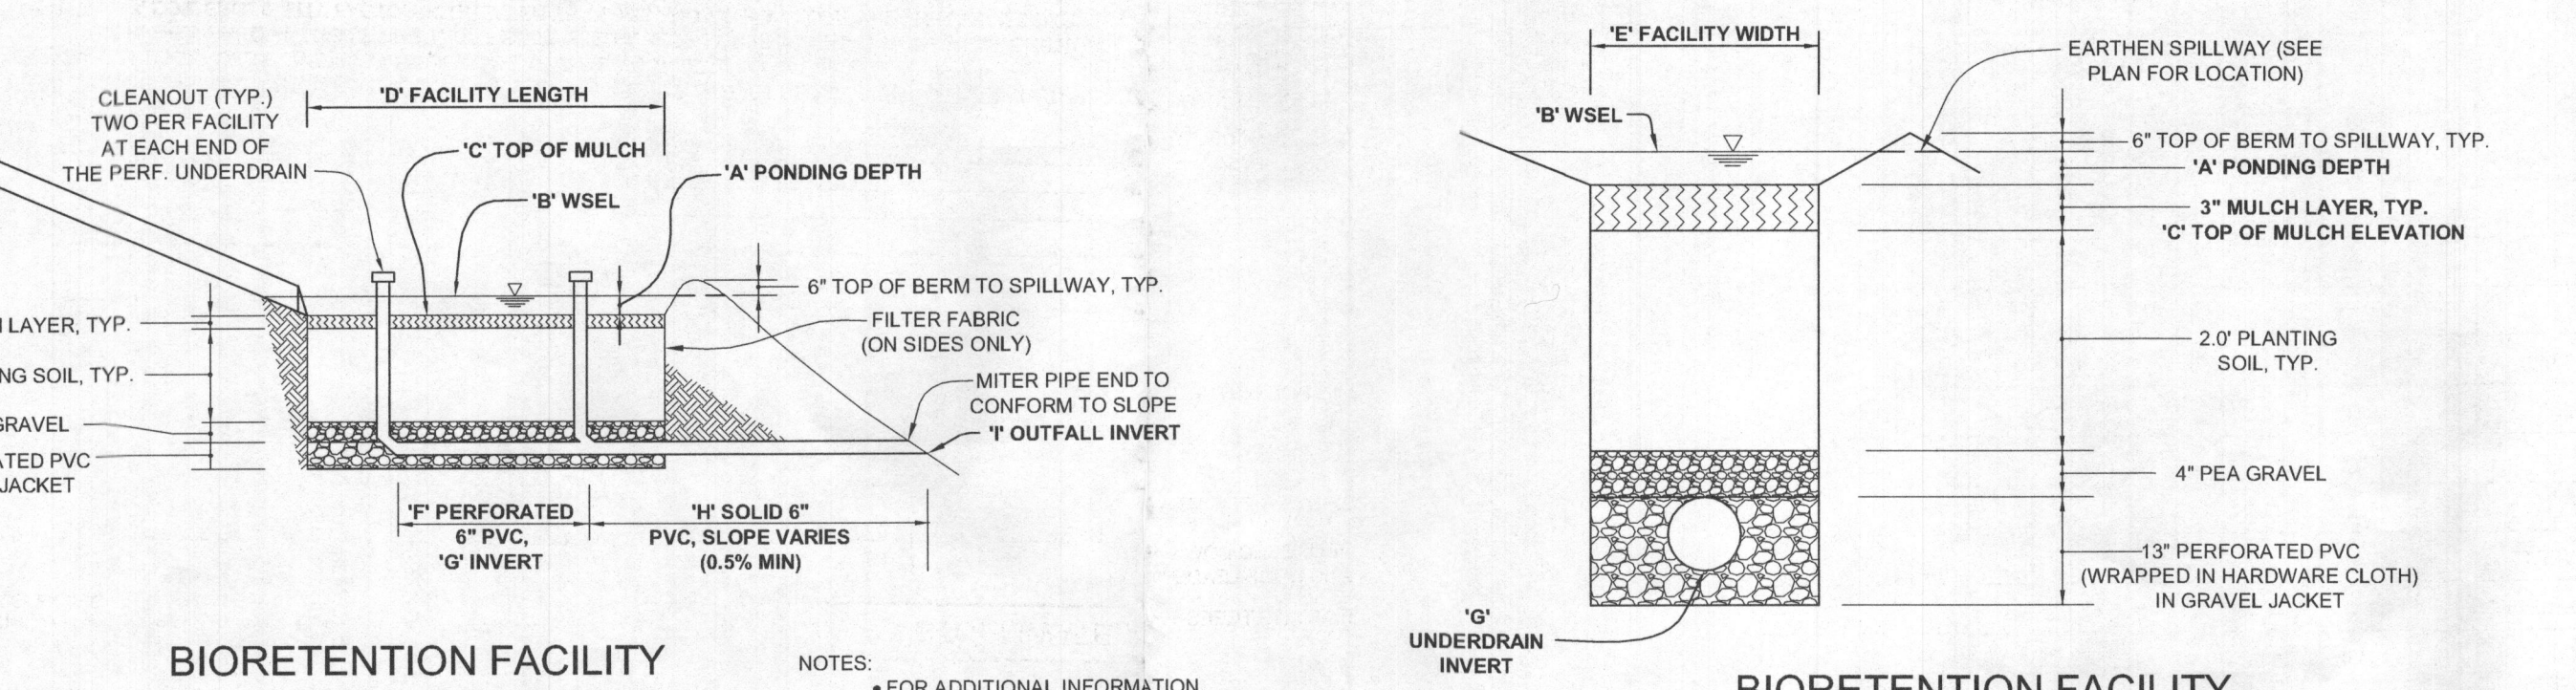 CLEANOUT (TYP.)
TWO PER FACILITY
AT EACH END OF
THE PERF. UNDERDRAIN
'D' FACILITY LENGTH
'C' TOP OF MULCH
'B' WSEL
'A' PONDING DEPTH
6" TOP OF BERM TO SPILLWAY, TYP.
FILTER FABRIC
(ON SIDES ONLY)
MITER PIPE END TO
CONFORM TO SLOPE
'I' OUTFALL INVERT
LAYER, TYP.
NG SOIL, TYP.
GRAVEL
ATED PVC
JACKET
'F' PERFORATED
6" PVC,
'G' INVERT
'H' SOLID 6"
PVC, SLOPE VARIES
(0.5% MIN)
BIORETENTION FACILITY
NOTES:
• FOR ADDITIONAL INFORMATION
'E' FACILITY WIDTH
'B' WSEL
EARTHEN SPILLWAY (SEE
PLAN FOR LOCATION)
6" TOP OF BERM TO SPILLWAY, TYP.
'A' PONDING DEPTH
3" MULCH LAYER, TYP.
'C' TOP OF MULCH ELEVATION
2.0' PLANTING
SOIL, TYP.
4" PEA GRAVEL
13" PERFORATED PVC
(WRAPPED IN HARDWARE CLOTH)
IN GRAVEL JACKET
'G'
UNDERDRAIN
INVERT
BIORETENTION FACILITY